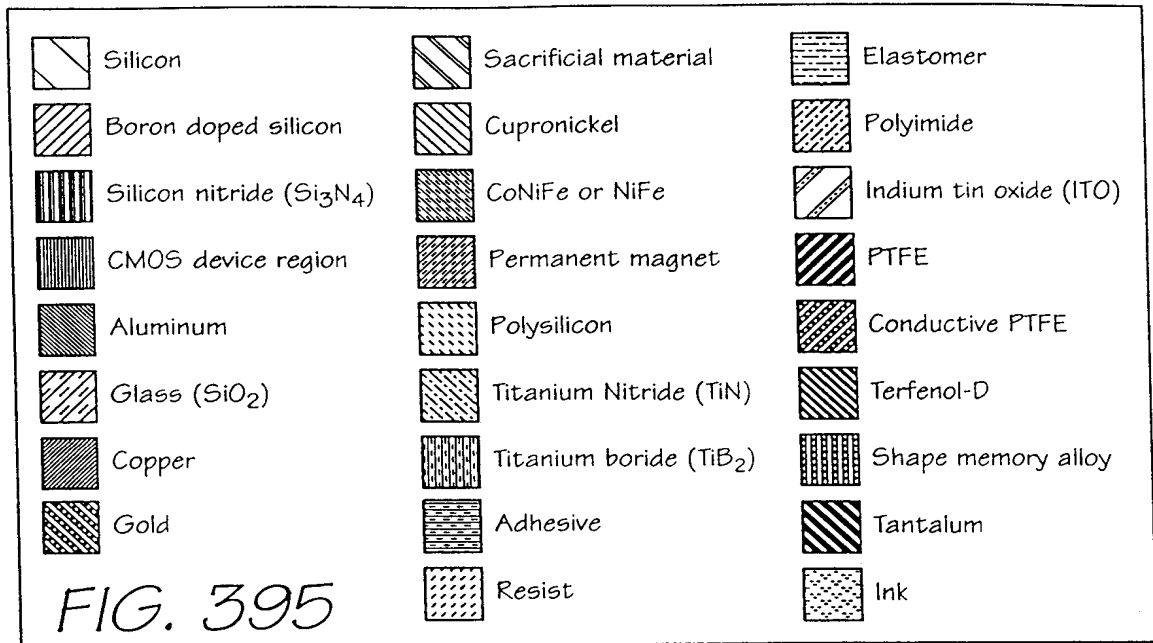 Silicon
Boron doped silicon
Silicon nitride (Si₃N₄)
CMOS device region
Aluminum
Glass (SiO₂)
Copper
Gold
FIG. 395
Sacrificial material
Cupronickel
CoNiFe or NiFe
Permanent magnet
Polysilicon
Titanium Nitride (TiN)
Titanium boride (TiB₂)
Adhesive
Resist
Elastomer
Polyimide
Indium tin oxide (ITO)
PTFE
Conductive PTFE
Terfenol-D
Shape memory alloy
Tantalum
Ink